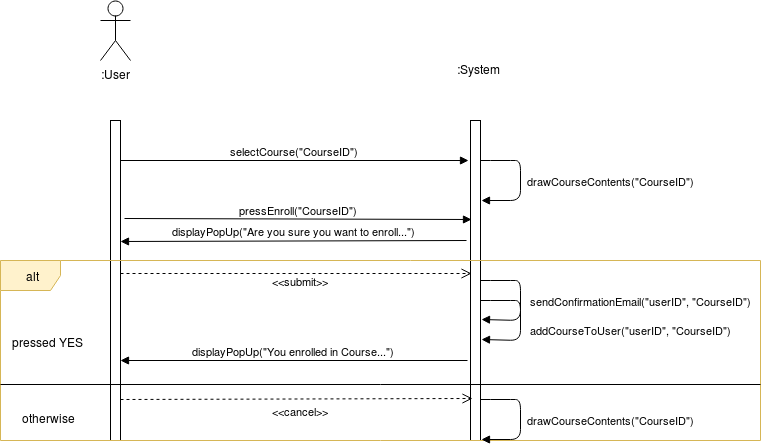 :User
:System
selectCourse("CourseID")
drawCourseContents("CourseID")
pressEnroll("CourseID")
displayPopUp("Are you sure you want to enroll...")
alt
<<submit>>
sendConfirmationEmail("userID", "CourseID")
addCourseToUser("userID", "CourseID")
pressed YES
displayPopUp("You enrolled in Course...")
<<cancel>>
otherwise
drawCourseContents("CourseID")